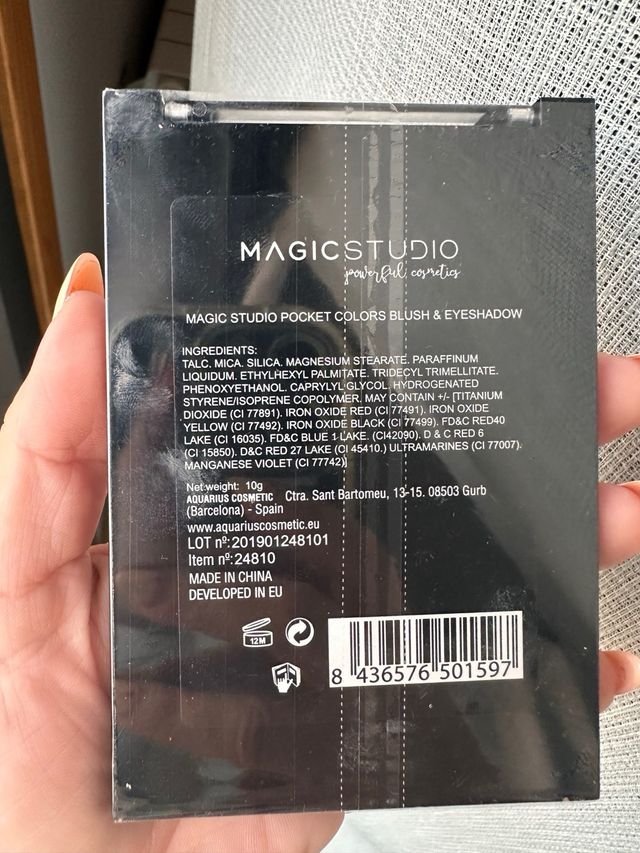 MAGICSTUDIO
powerful cosmetics
MAGIC STUDIO POCKET COLORS BLUSH & EYESHADOW
INGREDIENTS:
TALC. MICA. SILICA. MAGNESIUM STEARATE. PARAFFINUM
LIQUIDUM. ETHYLHEXYL PALMITATE. TRIDECYL TRIMELLITATE.
PHENOXYETHANOL. CAPRYLYL GLYCOL. HYDROGENATED
STYRENE/ISOPRENE COPOLYMER. MAY CONTAIN +/- [TITANIUM
DIOXIDE (CI 77891). IRON OXIDE RED (CI 77491). IRON OXIDE
YELLOW (CI 77492). IRON OXIDE BLACK (CI 77499). FD&C RED40
LAKE (CI 16035). FD&C BLUE 1 LAKE. (CI42090). D & C RED 6
(CI 15850). D&C RED 27 LAKE (CI 45410.) ULTRAMARINES (CI 77007).
MANGANESE VIOLET (CI 77742)]
Net weight: 10g
AQUARIUS COSMETIC Ctra. Sant Bartomeu, 13-15. 08503 Gurb
(Barcelona) - Spain
www.aquariuscosmetic.eu
LOT nº:201901248101
Item nº:24810
MADE IN CHINA
DEVELOPED IN EU
12M
8 436576 501597